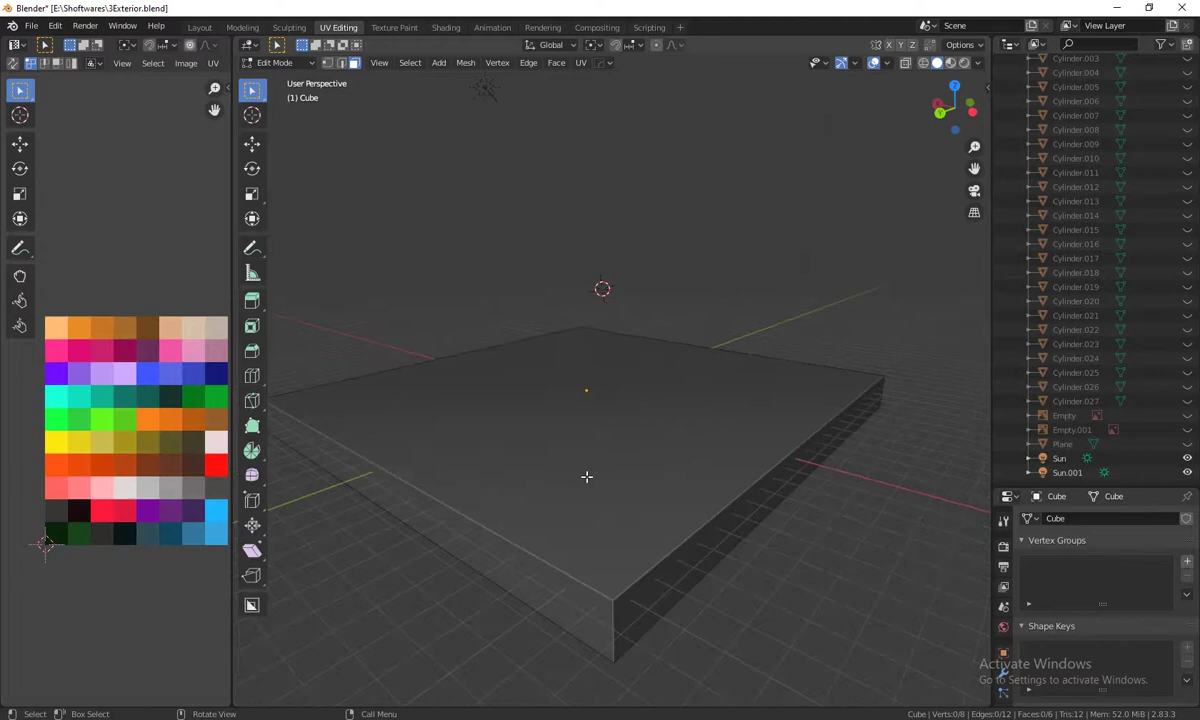 Blender* [E:\Shoftwares\3Exterior.blend]
File Edit Render Window Help Layout Modeling Sculpting UV Editing Texture Paint Shading Animation Rendering Compositing Scripting Scene View Layer
Global Options
View Select Image UV Edit Mode View Select Add Mesh Vertex Edge Face UV
User Perspective
(1) Cube
X Y Z
Z
Y
Cylinder.003
Cylinder.004
Cylinder.005
Cylinder.006
Cylinder.007
Cylinder.008
Cylinder.009
Cylinder.010
Cylinder.011
Cylinder.012
Cylinder.013
Cylinder.014
Cylinder.015
Cylinder.016
Cylinder.017
Cylinder.018
Cylinder.019
Cylinder.020
Cylinder.021
Cylinder.022
Cylinder.023
Cylinder.024
Cylinder.025
Cylinder.026
Cylinder.027
Empty
Empty.001
Plane
Sun
Sun.001
Cube Cube
Cube
Vertex Groups
Shape Keys
Activate Windows
Go to Settings to activate Windows.
Select Box Select Rotate View Call Menu Cube | Verts:0/8 | Edges:0/12 | Faces:0/6 | Tris:12 | Mem: 52.0 MiB | 2.83.3